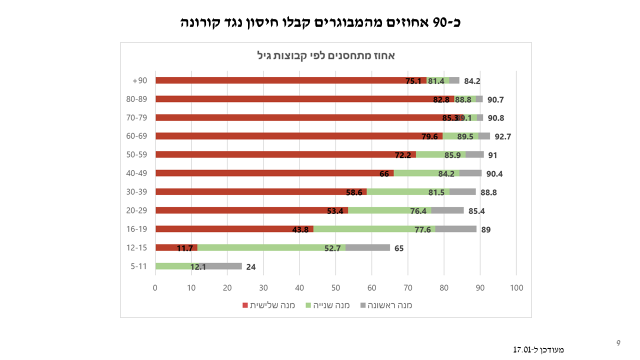 כ-90 אחוזים מהמבוגרים קבלו חיסון נגד קורונה
אחוז מתחסנים לפי קבוצות גיל
+90 75.1 81.4 84.2
80-89 82.8 88.8 90.7
70-79 85.3 90.8
60-69 79.6 89.5 92.7
50-59 72.2 85.9 91
40-49 66 84.2 90.4
30-39 58.6 81.5 88.8
20-29 53.4 76.4 85.4
16-19 43.8 77.6 89
12-15 11.7 52.7 65
5-11 12.1 24
0 10 20 30 40 50 60 70 80 90 100
מנה שלישית מנה שנייה מנה ראשונה
מעודכן ל-17.01
9